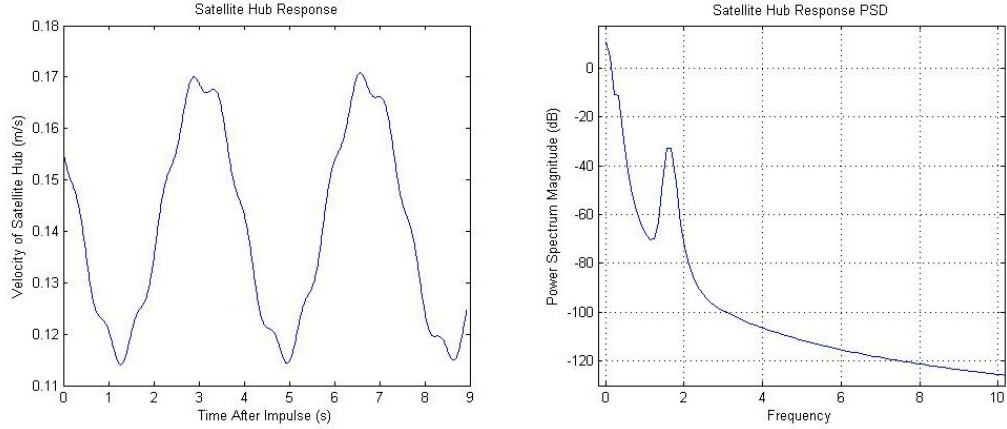 Satellite Hub Response
Velocity of Satellite Hub (m/s)
0.18
0.17
0.16
0.15
0.14
0.13
0.12
0.11
0 1 2 3 4 5 6 7 8 9
Time After Impulse (s)
Satellite Hub Response PSD
Power Spectrum Magnitude (dB)
0
-20
-40
-60
-80
-100
-120
0 2 4 6 8 10
Frequency